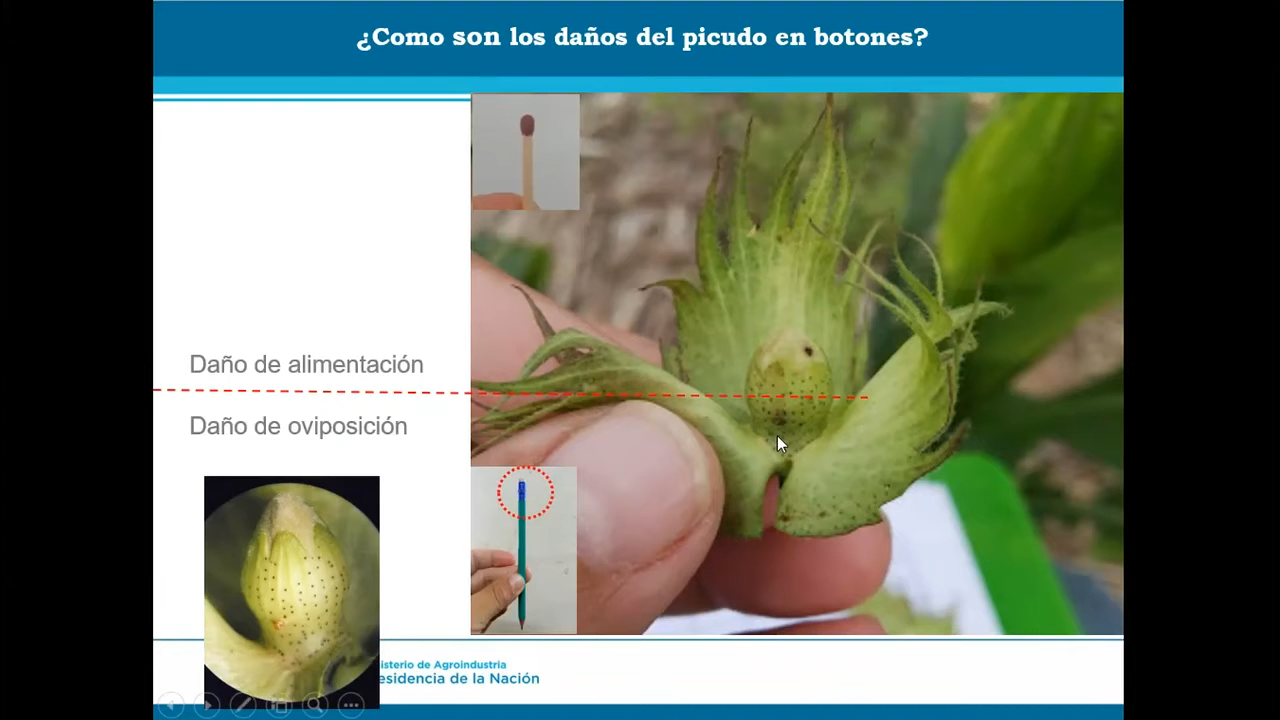 ¿Como son los daños del picudo en botones?
Daño de alimentación
Daño de oviposición
isterio de Agroindustria
esidencia de la Nación